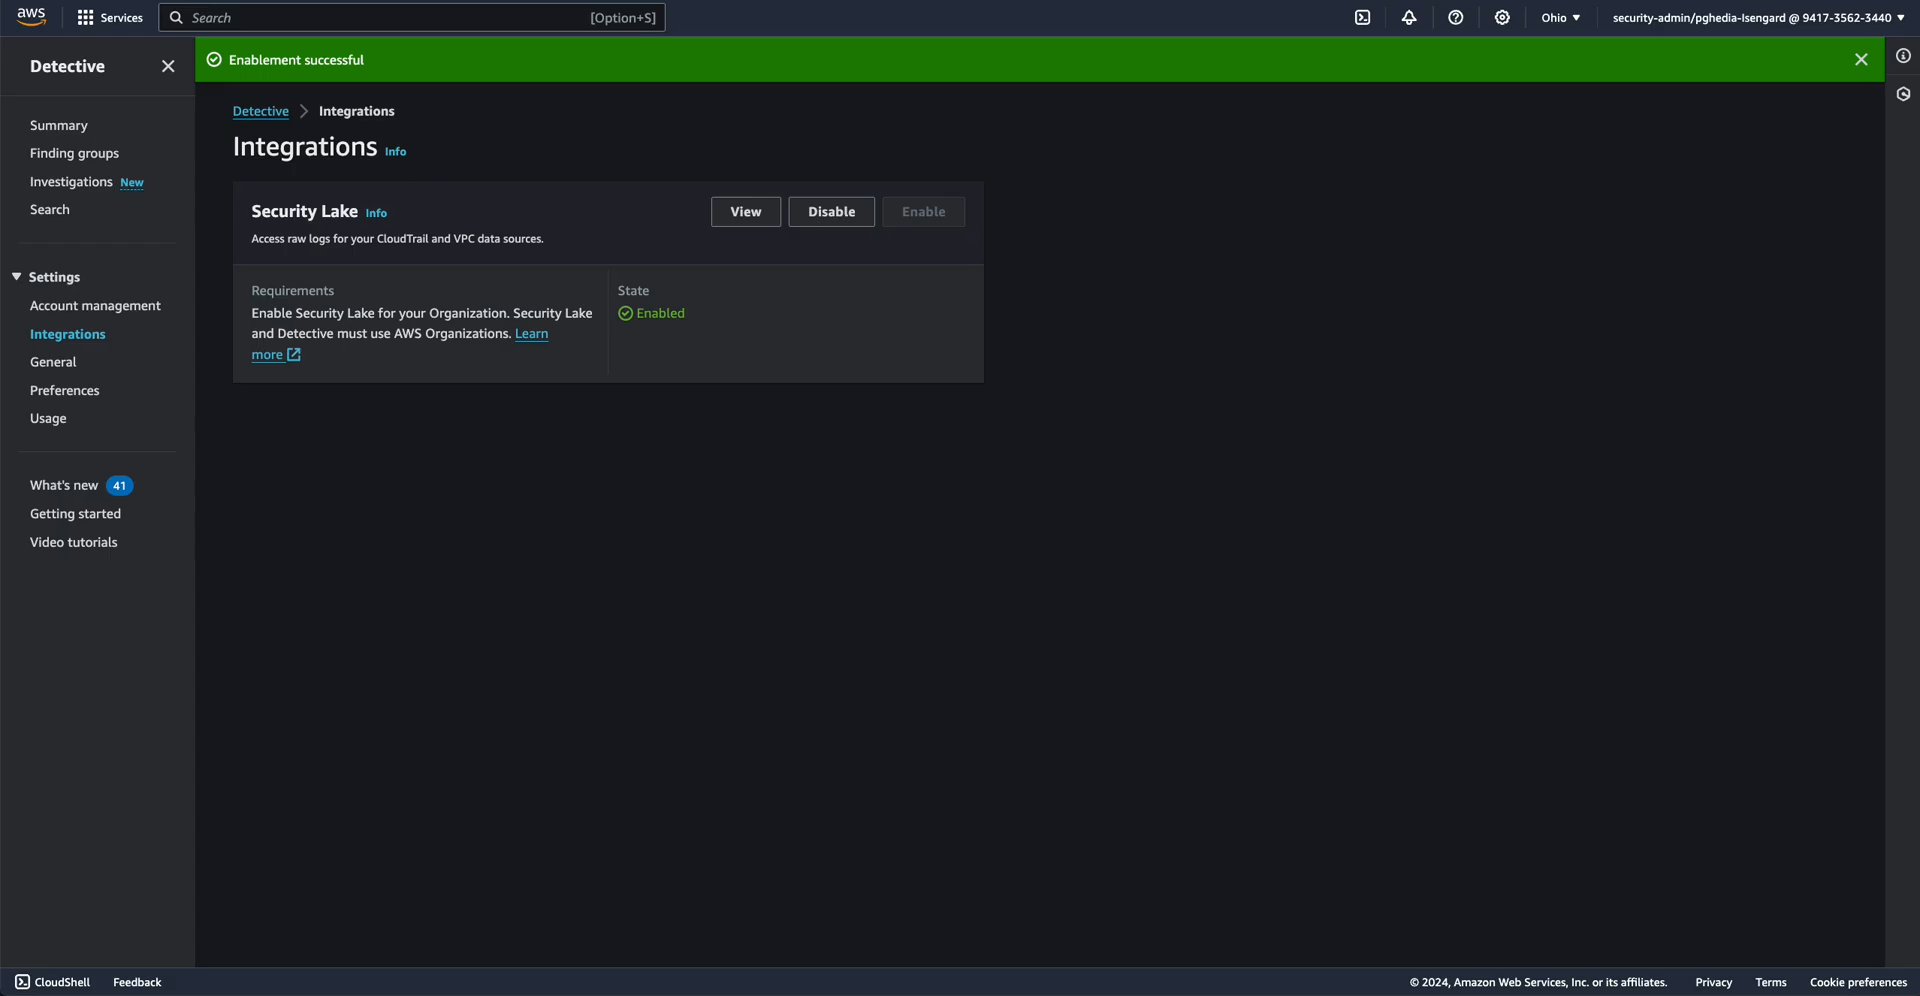 aws
Services
Search
[Option+S]
Ohio
security-admin/pghedia-Isengard @ 9417-3562-3440
Detective
Summary
Finding groups
Investigations New
Search
Settings
Account management
Integrations
General
Preferences
Usage
What's new 41
Getting started
Video tutorials
Enablement successful
Detective
Integrations
Integrations Info
Security Lake Info
Access raw logs for your CloudTrail and VPC data sources.
View
Disable
Enable
Requirements
Enable Security Lake for your Organization. Security Lake
and Detective must use AWS Organizations. Learn
more
State
Enabled
CloudShell
Feedback
© 2024, Amazon Web Services, Inc. or its affiliates.
Privacy
Terms
Cookie preferences